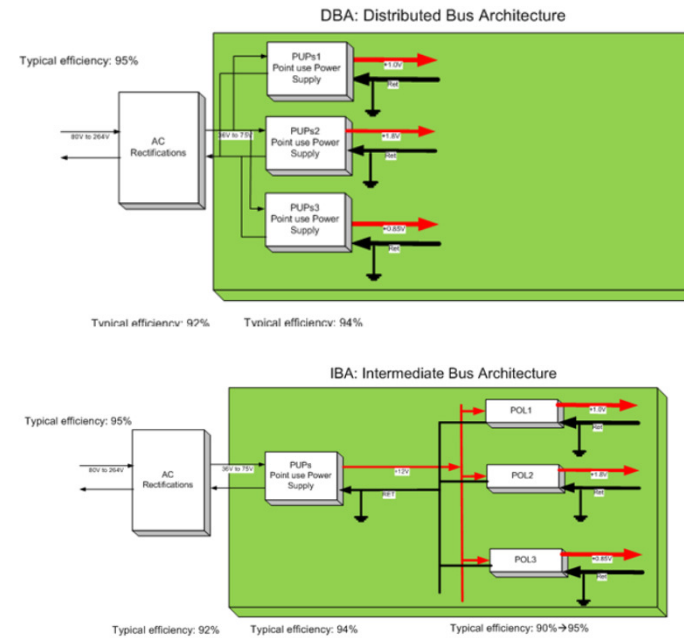 DBA: Distributed Bus Architecture
Typical efficiency: 95%
PUPs1
Point use Power
Supply
+1.0V
Ret
80V to 264V
AC
Rectifications
36V to 75V
PUPs2
Point use Power
Supply
+1.8V
Ret
PUPs3
Point use Power
Supply
+0.85V
Ret
Typical efficiency: 92%
Typical efficiency: 94%
IBA: Intermediate Bus Architecture
Typical efficiency: 95%
POL1
+1.0V
Ret
80V to 264V
AC
Rectifications
36V to 75V
PUPs
Point use Power
Supply
+12V
RET
POL2
+1.8V
Ret
POL3
+0.85V
Ret
Typical efficiency: 92%
Typical efficiency: 94%
Typical efficiency: 90%→95%